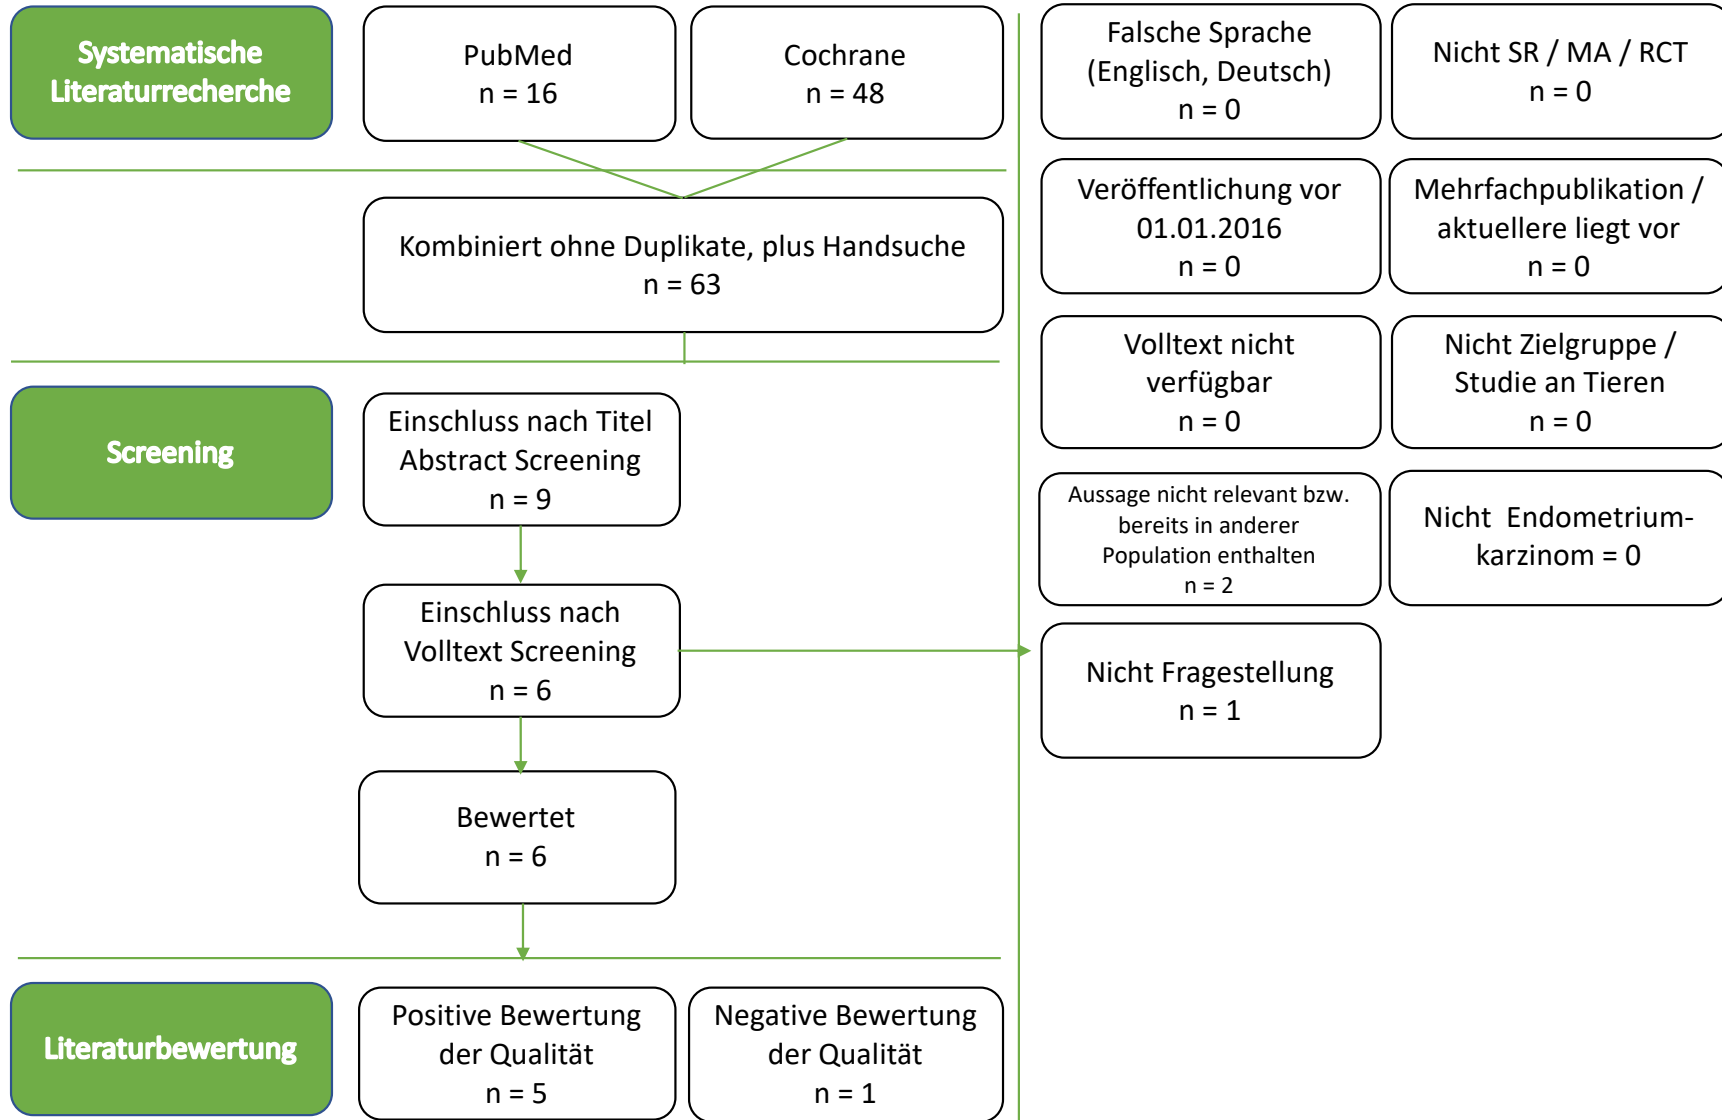 Systematische
Literaturrecherche
PubMed
n = 16
Cochrane
n = 48
Kombiniert ohne Duplikate, plus Handsuche
n = 63
Screening
Einschluss nach Titel
Abstract Screening
n = 9
Einschluss nach
Volltext Screening
n = 6
Bewertet
n = 6
Literaturbewertung
Positive Bewertung
der Qualität
n = 5
Negative Bewertung
der Qualität
n = 1
Falsche Sprache
(Englisch, Deutsch)
n = 0
Nicht SR / MA / RCT
n = 0
Veröffentlichung vor
01.01.2016
n = 0
Mehrfachpublikation /
aktuellere liegt vor
n = 0
Volltext nicht
verfügbar
n = 0
Nicht Zielgruppe /
Studie an Tieren
n = 0
Aussage nicht relevant bzw.
bereits in anderer
Population enthalten
n = 2
Nicht Endometrium-
karzinom = 0
Nicht Fragestellung
n = 1